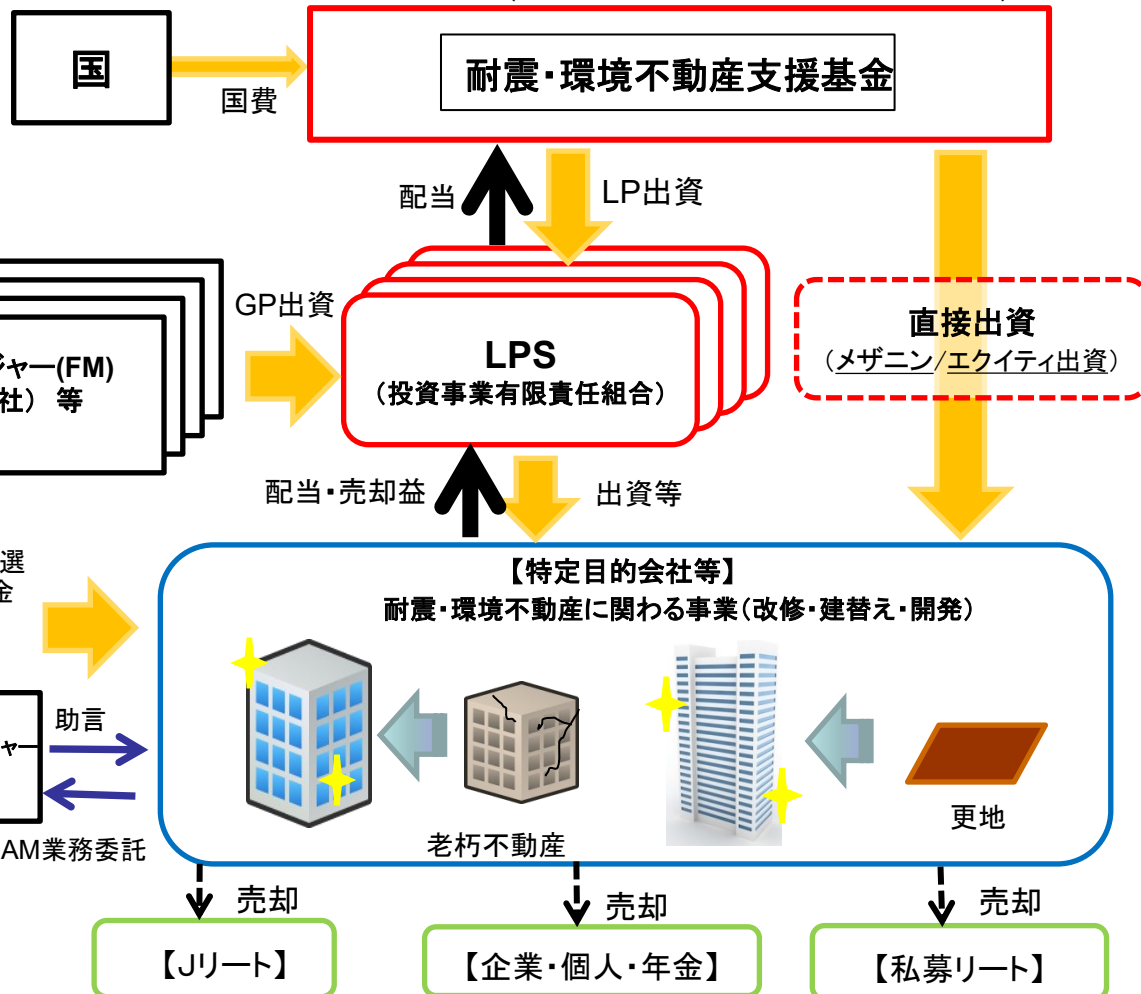 国
国費
耐震・環境不動産支援基金
配当
LP出資
GP出資
ジャー(FM)
社） 等
LPS
（投資事業有限責任組合）
直接出資
（メザニン/エクイティ出資）
配当・売却益
出資等
選
金
【特定目的会社等】
耐震・環境不動産に関わる事業（改修・建替え・開発）
助言
ャー
AM業務委託
老朽不動産
更地
売却
売却
売却
【Jリート】
【企業・個人・年金】
【私募リート】